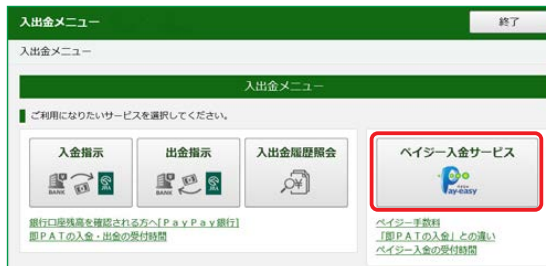 入出金メニュー
終了
入出金メニュー
入出金メニュー
ご利用になりたいサービスを選択してください。
入金指示
出金指示
入出金履歴照会
ペイジー入金サービス
BANK
JRA
BANK
JRA
Pay-easy
銀行口座残高を確認される方へ[PayPay銀行]
即PATの入金・出金の受付時間
ペイジー手数料
「即PATの入金」との違い
ペイジー入金の受付時間